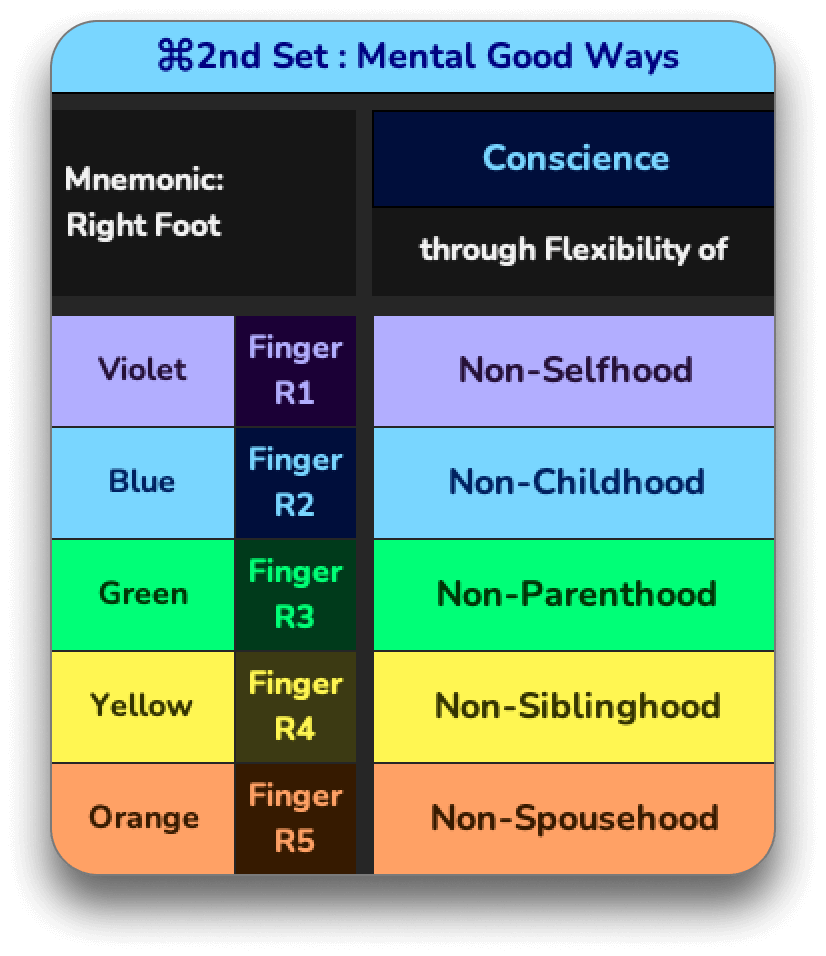 ⌘2nd Set : Mental Good Ways
Mnemonic:
Right Foot
Conscience
through Flexibility of
Violet
Finger
R1
Non-Selfhood
Blue
Finger
R2
Non-Childhood
Green
Finger
R3
Non-Parenthood
Yellow
Finger
R4
Non-Siblinghood
Orange
Finger
R5
Non-Spousehood